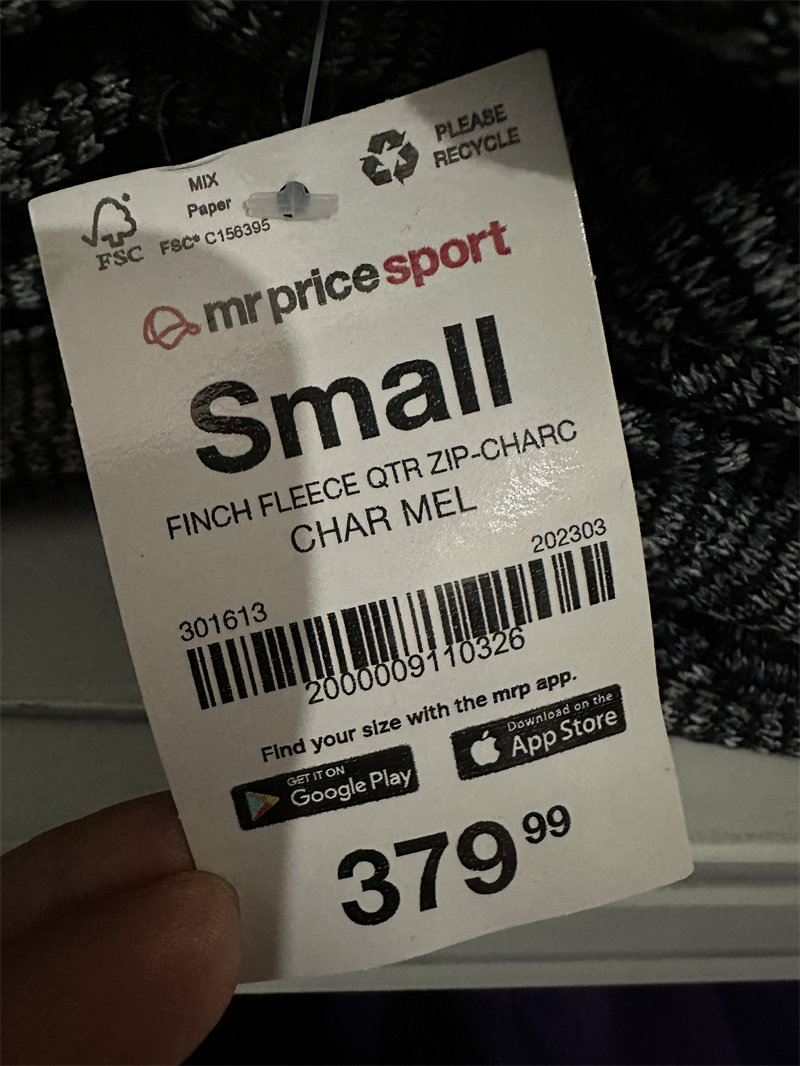 PLEASE
RECYCLE
MIX
Paper
FSC® C156395
FSC
mr price sport
Small
FINCH FLEECE QTR ZIP-CHARC
CHAR MEL
202303
301613
2000009110326
Find your size with the mrp app.
GET IT ON
Google Play
Download on the
App Store
379 99